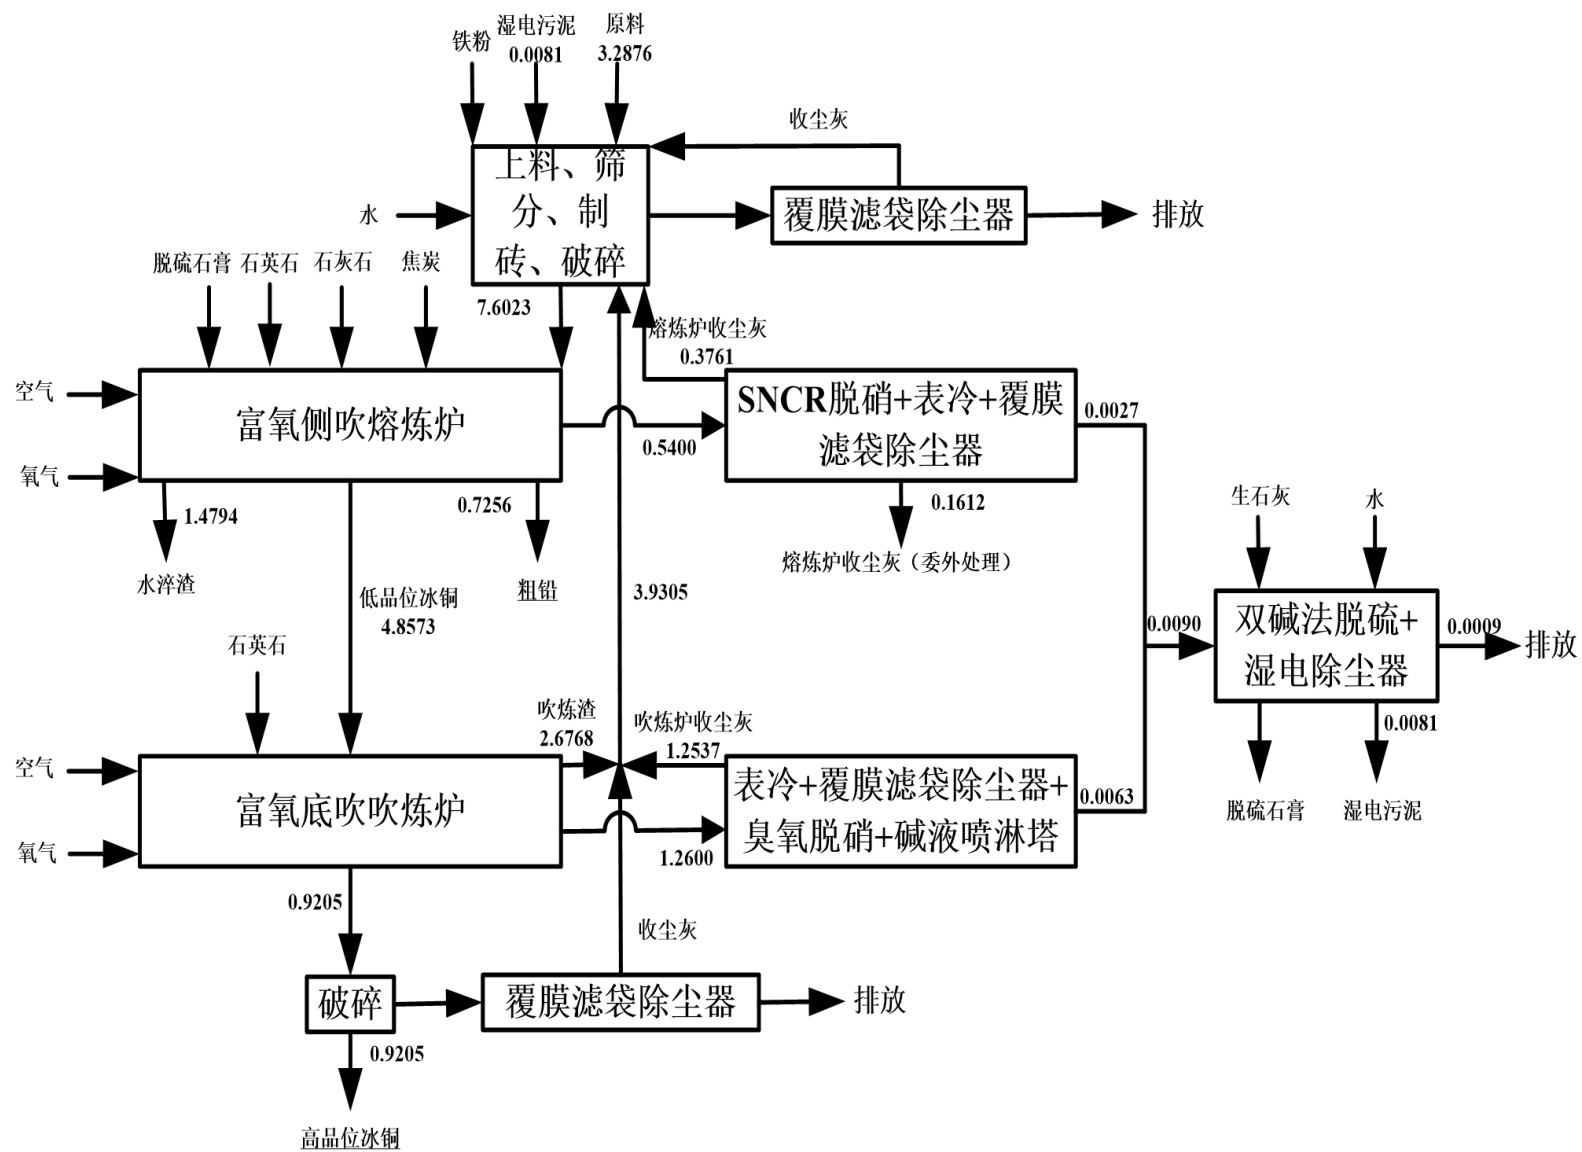 铁粉
湿电污泥
0.0081
原料
3.2876
收尘灰
上料、筛
分、制
砖、破碎
水
覆膜滤袋除尘器
排放
脱硫石膏
石英石
石灰石
焦炭
7.6023
熔炼炉收尘灰
0.3761
空气
富氧侧吹熔炼炉
氧气
0.5400
SNCR脱硝+表冷+覆膜
滤袋除尘器
0.0027
1.4794
水淬渣
0.7256
粗铅
0.1612
熔炼炉收尘灰（委外处理）
生石灰
水
低品位冰铜
4.8573
3.9305
0.0090
双碱法脱硫+
湿电除尘器
0.0009
排放
石英石
吹炼渣
2.6768
吹炼炉收尘灰
1.2537
0.0081
脱硫石膏
湿电污泥
空气
富氧底吹吹炼炉
氧气
1.2600
表冷+覆膜滤袋除尘器+
臭氧脱硝+碱液喷淋塔
0.0063
0.9205
收尘灰
破碎
覆膜滤袋除尘器
排放
0.9205
高品位冰铜